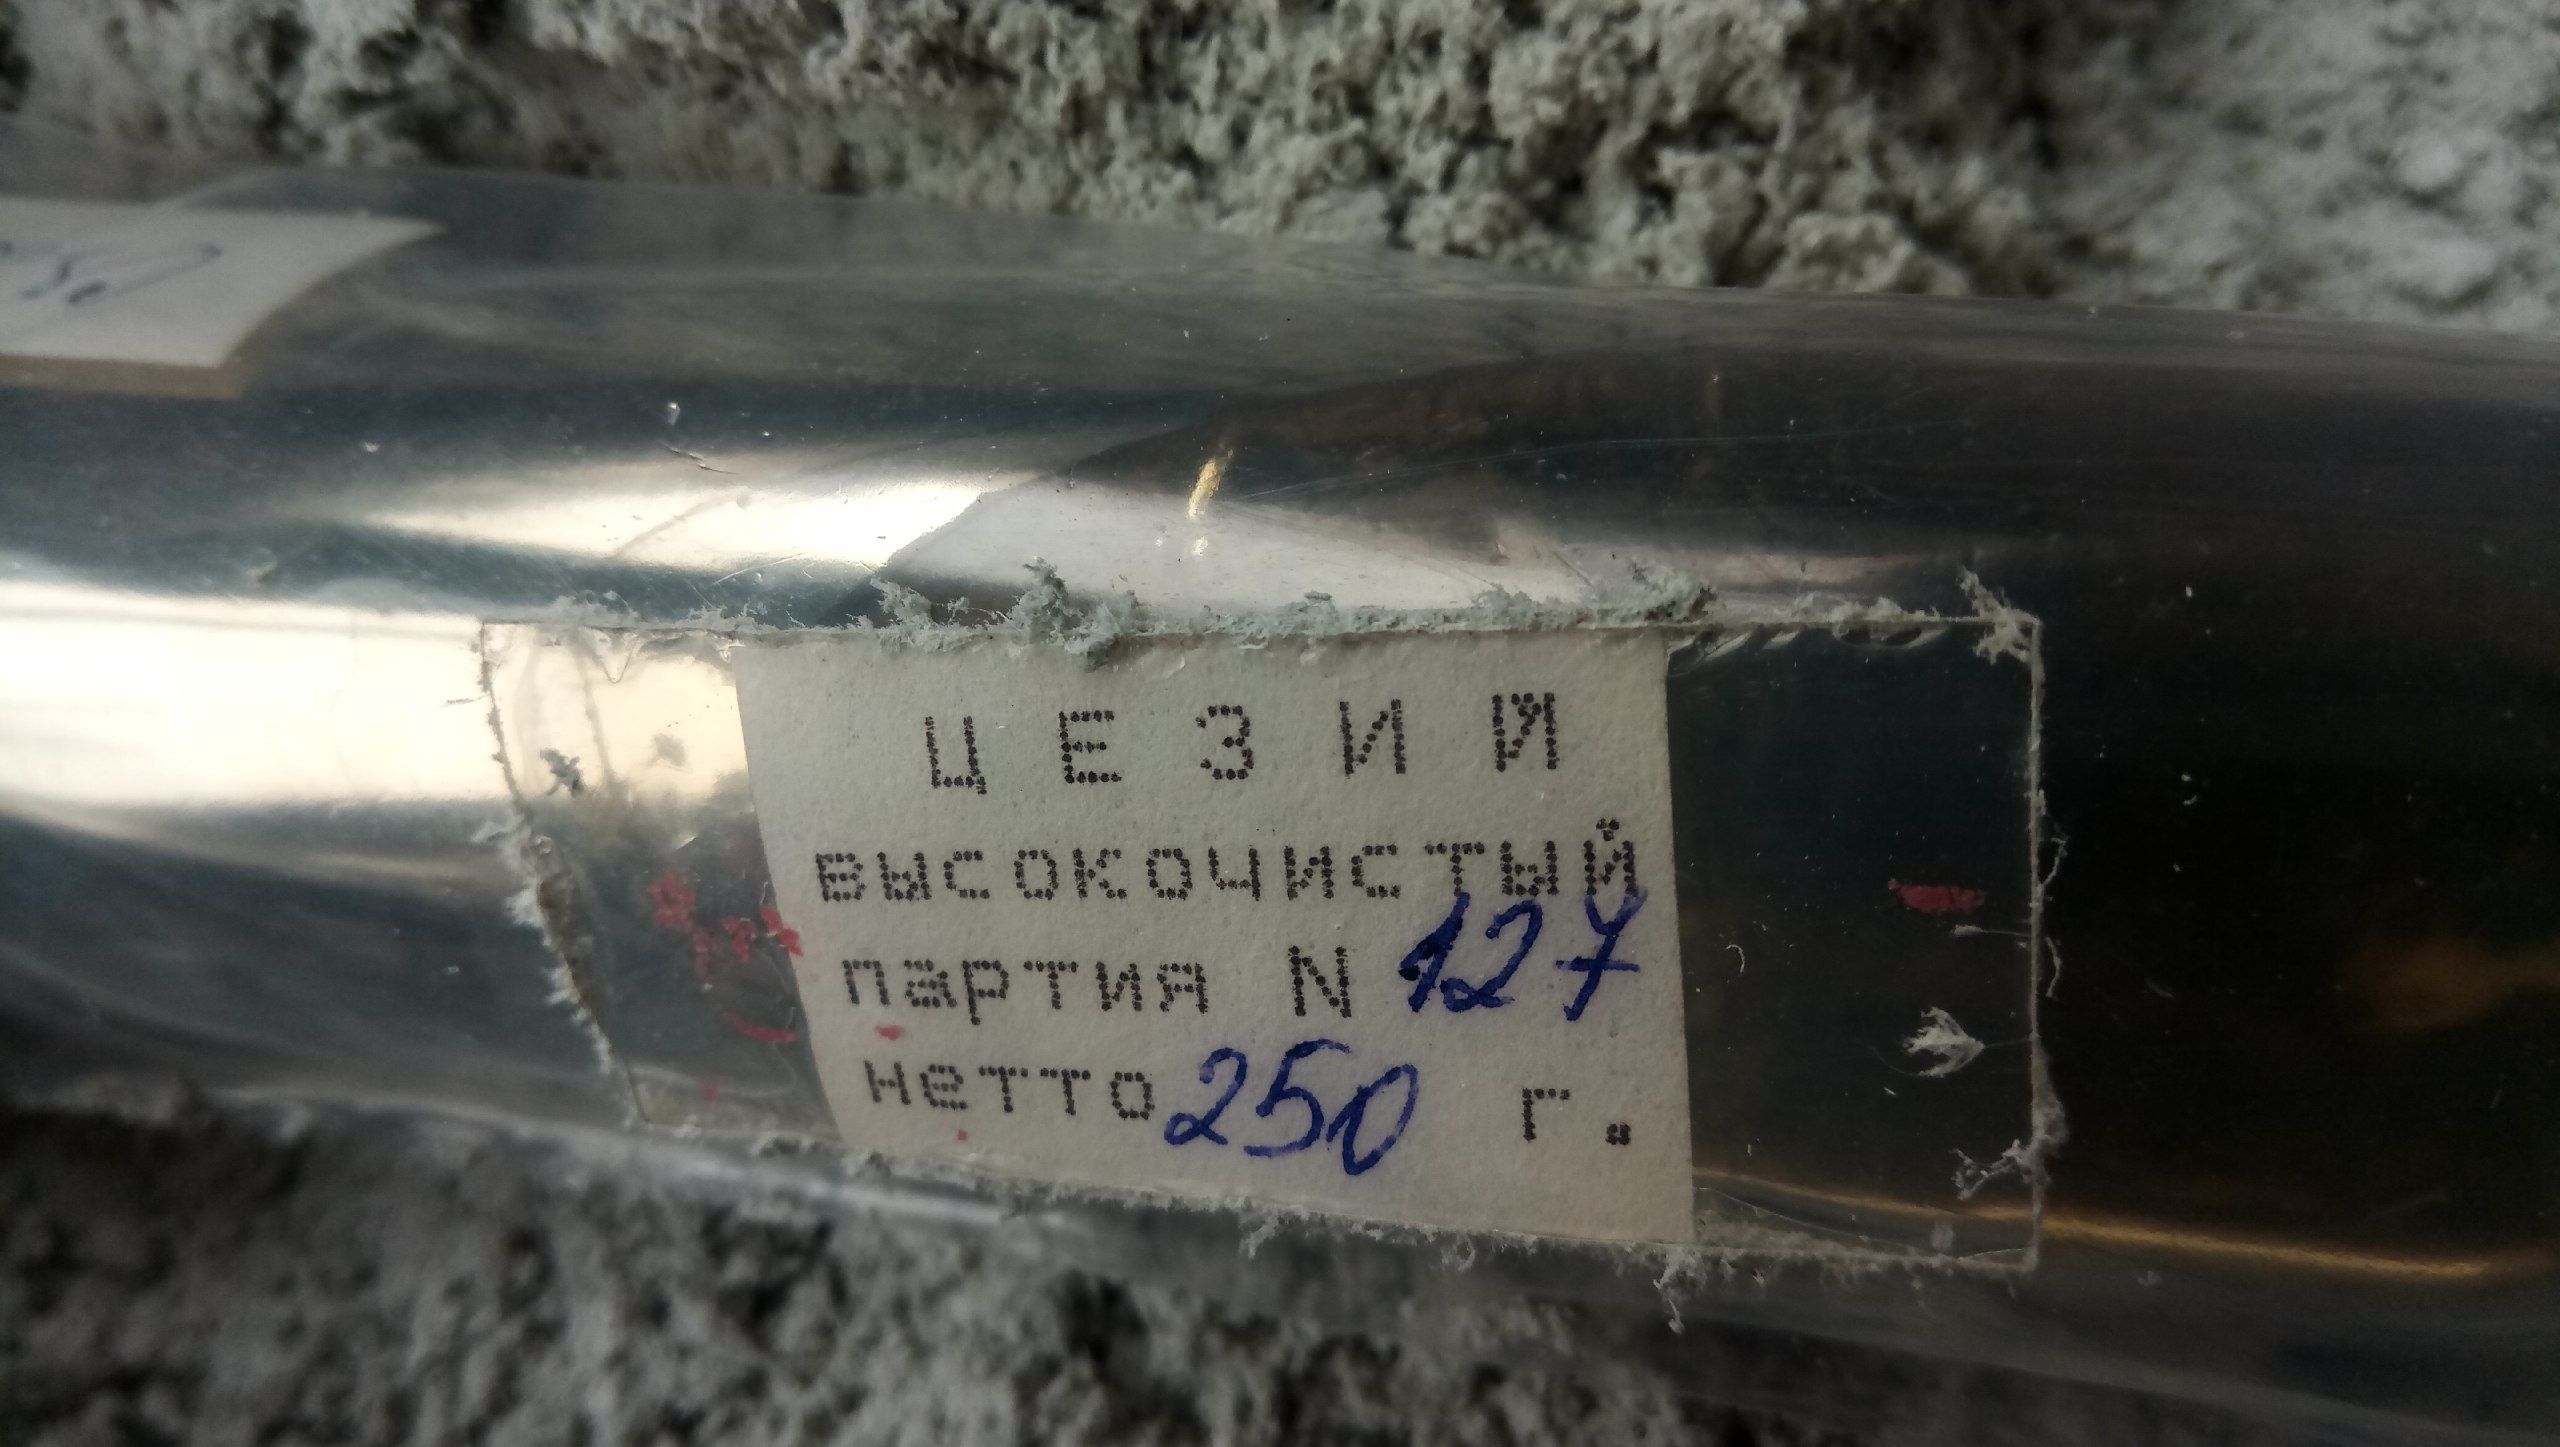 ЦЕЗИЙ
высокочистый
партия N 127
нетто 250 г.